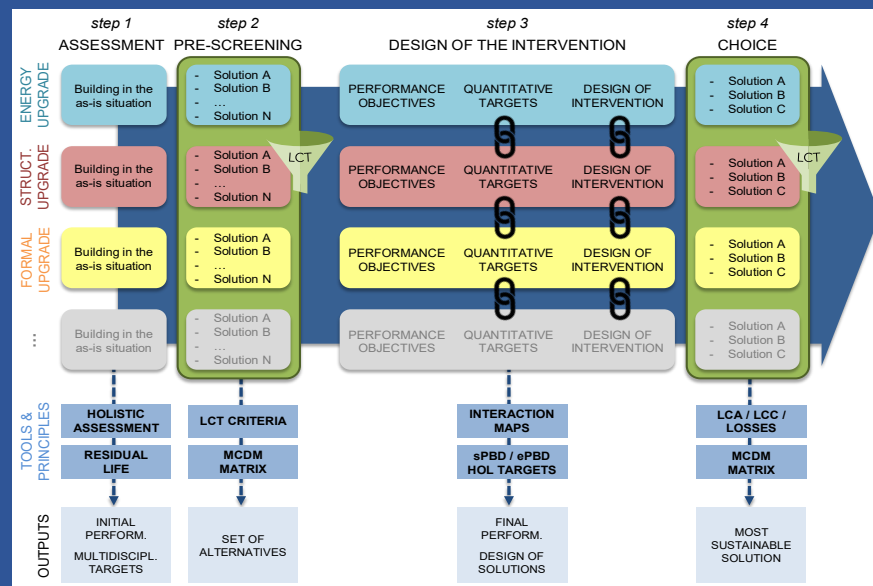 step 1
ASSESSMENT
step 2
PRE-SCREENING
step 3
DESIGN OF THE INTERVENTION
step 4
CHOICE
ENERGY
UPGRADE
Building in the
as-is situation
- Solution A
- Solution B
- ...
- Solution N
PERFORMANCE
OBJECTIVES
QUANTITATIVE
TARGETS
DESIGN OF
INTERVENTION
- Solution A
- Solution B
- Solution C
LCT
LCT
STRUCT.
UPGRADE
Building in the
as-is situation
- Solution A
- Solution B
- ...
- Solution N
PERFORMANCE
OBJECTIVES
QUANTITATIVE
TARGETS
DESIGN OF
INTERVENTION
- Solution A
- Solution B
- Solution C
FORMAL
UPGRADE
Building in the
as-is situation
- Solution A
- Solution B
- ...
- Solution N
PERFORMANCE
OBJECTIVES
QUANTITATIVE
TARGETS
DESIGN OF
INTERVENTION
- Solution A
- Solution B
- Solution C
...
Building in the
as-is situation
- Solution A
- Solution B
- ...
- Solution N
PERFORMANCE
OBJECTIVES
QUANTITATIVE
TARGETS
DESIGN OF
INTERVENTION
- Solution A
- Solution B
- Solution C
TOOLS &
PRINCIPLES
HOLISTIC
ASSESSMENT
RESIDUAL
LIFE
LCT CRITERIA
MCDM
MATRIX
INTERACTION
MAPS
sPBD / ePBD
HOL TARGETS
LCA / LCC /
LOSSES
MCDM
MATRIX
OUTPUTS
INITIAL
PERFORM.
MULTIDISCIPL.
TARGETS
SET OF
ALTERNATIVES
FINAL
PERFORM.
DESIGN OF
SOLUTIONS
MOST
SUSTAINABLE
SOLUTION